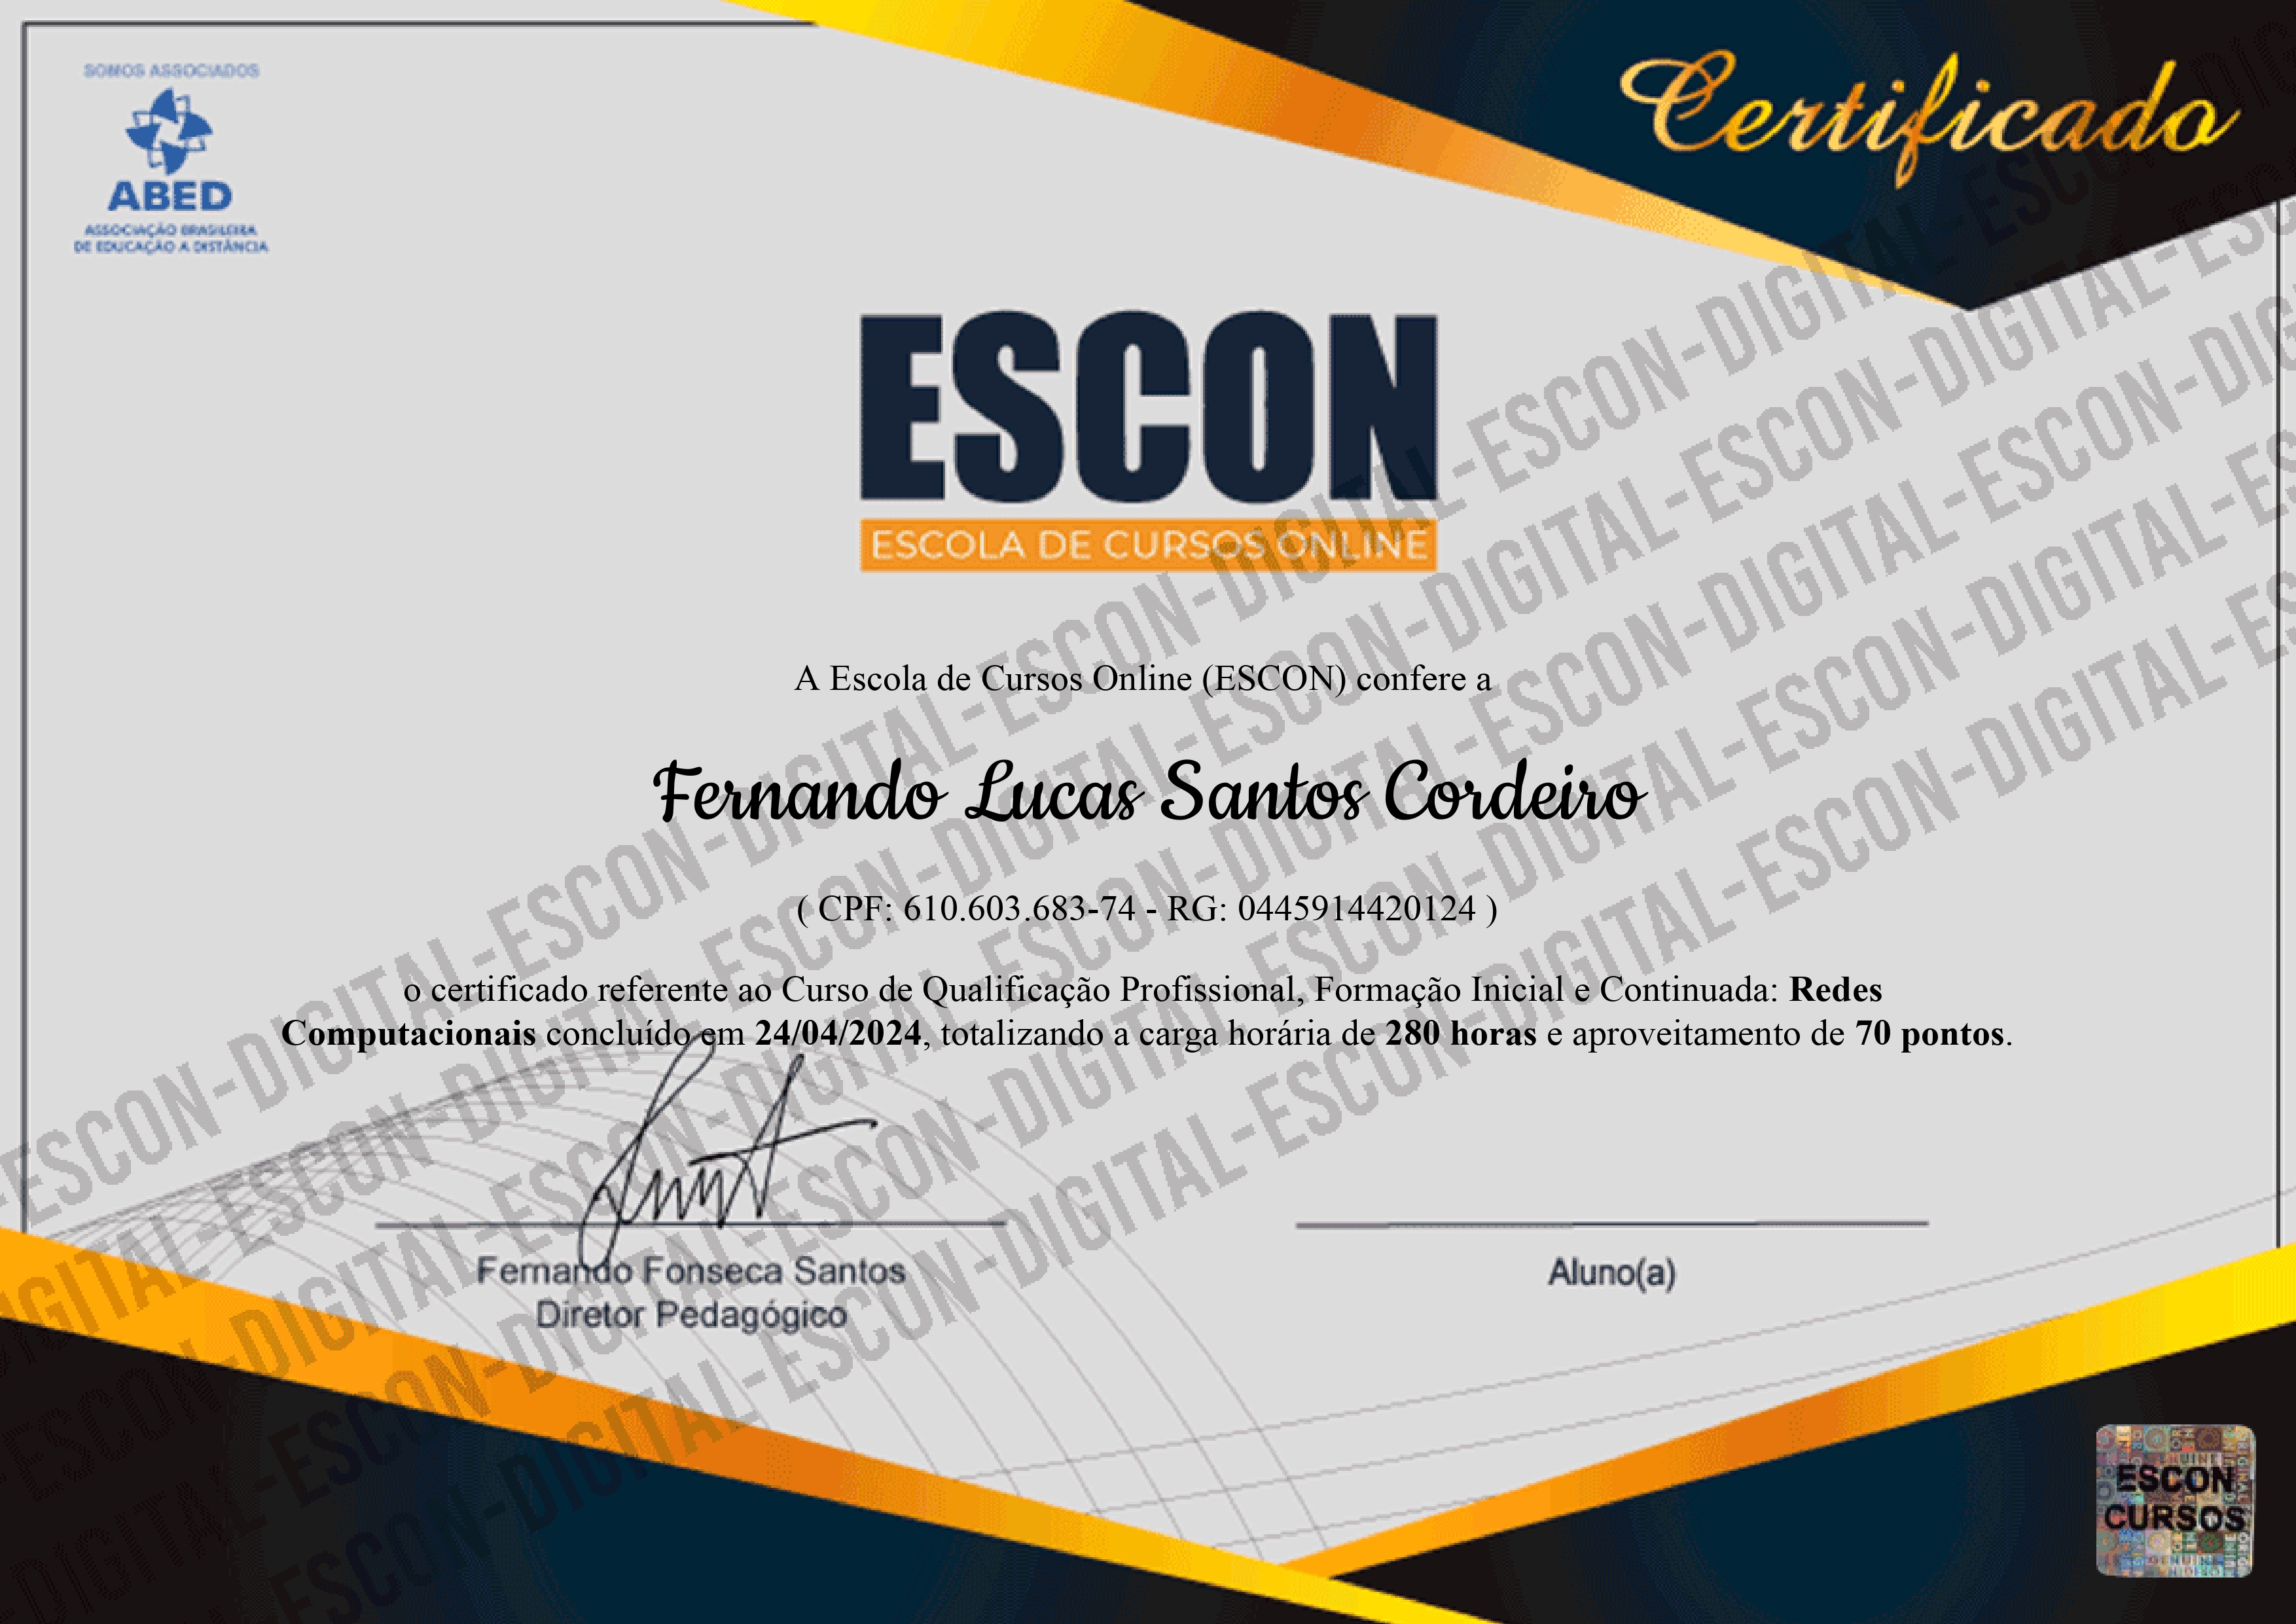 SOMOS ASSOCIADOS
ABED
ASSOCIAÇÃO BRASILEIRA
DE EDUCAÇÃO A DISTÂNCIA
Certificado
ESCON
ESCOLA DE CURSOS ONLINE
A Escola de Cursos Online (ESCON) confere a
Fernando Lucas Santos Cordeiro
( CPF: 610.603.683-74 - RG: 0445914420124 )
o certificado referente ao Curso de Qualificação Profissional, Formação Inicial e Continuada: Redes
Computacionais concluído em 24/04/2024, totalizando a carga horária de 280 horas e aproveitamento de 70 pontos.
Fernando Fonseca Santos
Diretor Pedagógico
Aluno(a)
ESCON
CURSOS
ESCON-DIGITAL-ESCON-DIGITAL-ESCON-DIGITAL-ESCON-DIGITAL-ESCON